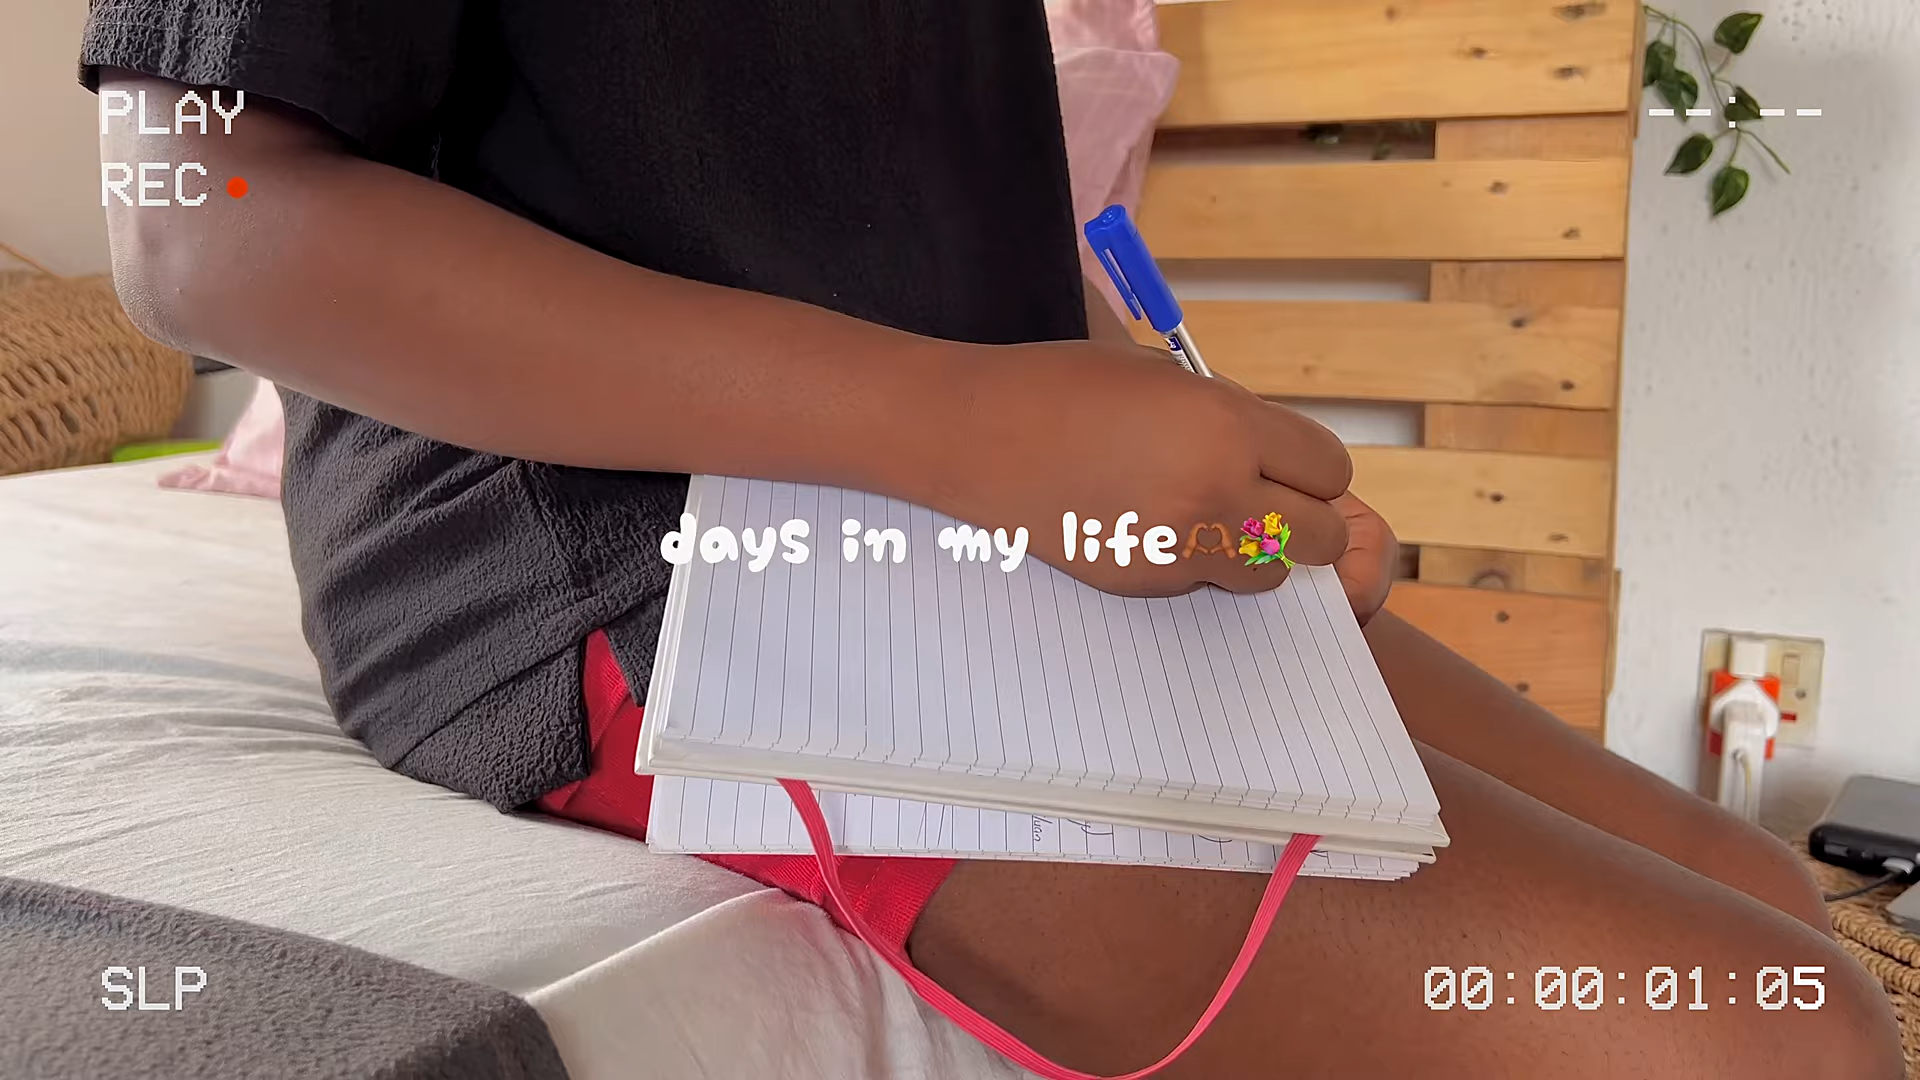 PLAY
--:--
REC
days in my life🫶🏾💐
SLP
00:00:01:05